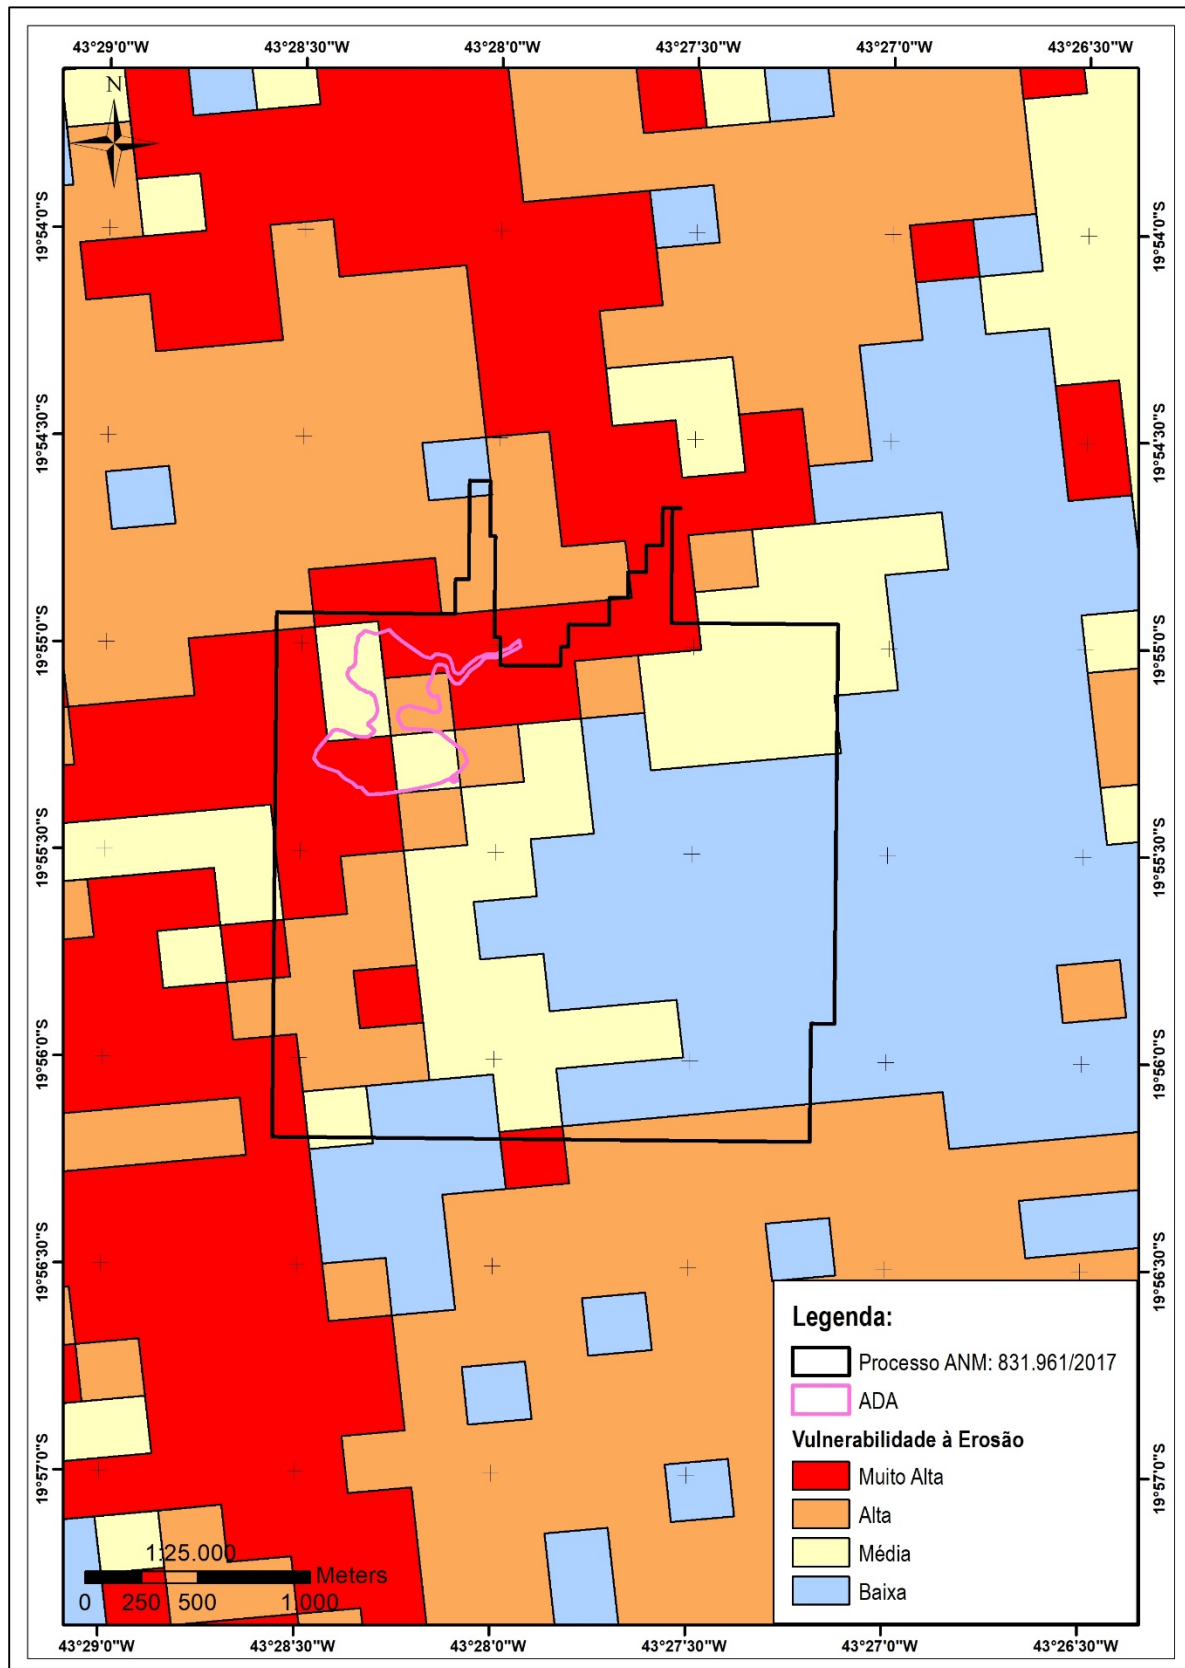 43°29'0"W 43°28'30"W 43°28'0"W 43°27'30"W 43°27'0"W 43°26'30"W
N
19°54'0"S 19°54'0"S
19°54'30"S 19°54'30"S
19°55'0"S 19°55'0"S
19°55'30"S 19°55'30"S
19°56'0"S 19°56'0"S
19°56'30"S 19°56'30"S
19°57'0"S 19°57'0"S
Legenda:
Processo ANM: 831.961/2017
ADA
Vulnerabilidade à Erosão
Muito Alta
Alta
Média
Baixa
1:25.000
Meters
0 250 500 1.000
43°29'0"W 43°28'30"W 43°28'0"W 43°27'30"W 43°27'0"W 43°26'30"W